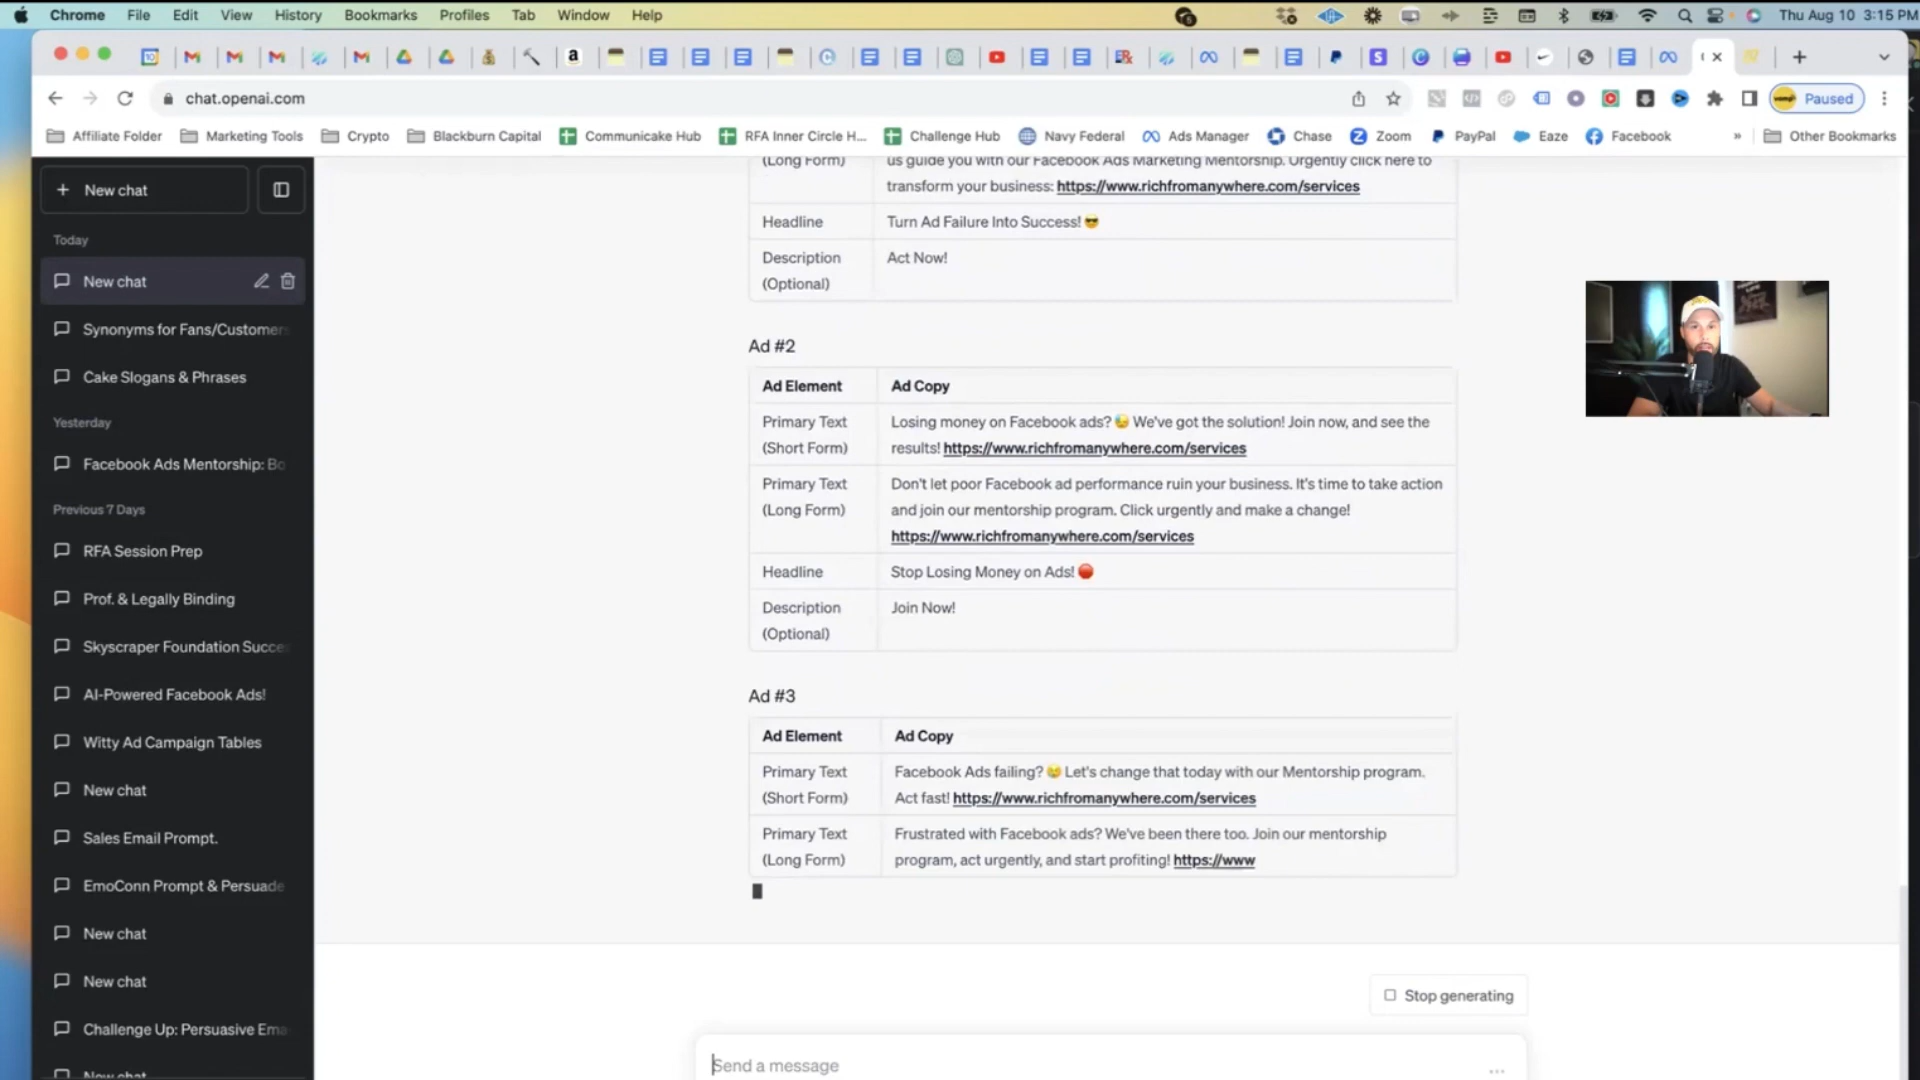 Chrome File Edit View History Bookmarks Profiles Tab Window Help Thu Aug 10 3:15 PM
chat.openai.com Paused
Affiliate Folder Marketing Tools Crypto Blackburn Capital Communicake Hub RFA Inner Circle H... Challenge Hub Navy Federal Ads Manager Chase Zoom PayPal Eaze Facebook » Other Bookmarks
New chat
Today
New chat
Synonyms for Fans/Customers
Cake Slogans & Phrases
Yesterday
Facebook Ads Mentorship: Bo
Previous 7 Days
RFA Session Prep
Prof. & Legally Binding
Skyscraper Foundation Succe
AI-Powered Facebook Ads!
Witty Ad Campaign Tables
New chat
Sales Email Prompt.
EmoConn Prompt & Persuade
New chat
New chat
Challenge Up: Persuasive Ema
New chat
(Long Form) us guide you with our Facebook Ads Marketing Mentorship. Urgently click here to
transform your business: https://www.richfromanywhere.com/services
Headline Turn Ad Failure Into Success! 😎
Description Act Now!
(Optional)
Ad #2
Ad Element Ad Copy
Primary Text Losing money on Facebook ads? 😓 We've got the solution! Join now, and see the
(Short Form) results! https://www.richfromanywhere.com/services
Primary Text Don't let poor Facebook ad performance ruin your business. It's time to take action
(Long Form) and join our mentorship program. Click urgently and make a change!
https://www.richfromanywhere.com/services
Headline Stop Losing Money on Ads! 🛑
Description Join Now!
(Optional)
Ad #3
Ad Element Ad Copy
Primary Text Facebook Ads failing? 😢 Let's change that today with our Mentorship program.
(Short Form) Act fast! https://www.richfromanywhere.com/services
Primary Text Frustrated with Facebook ads? We've been there too. Join our mentorship
(Long Form) program, act urgently, and start profiting! https://www
Stop generating
Send a message